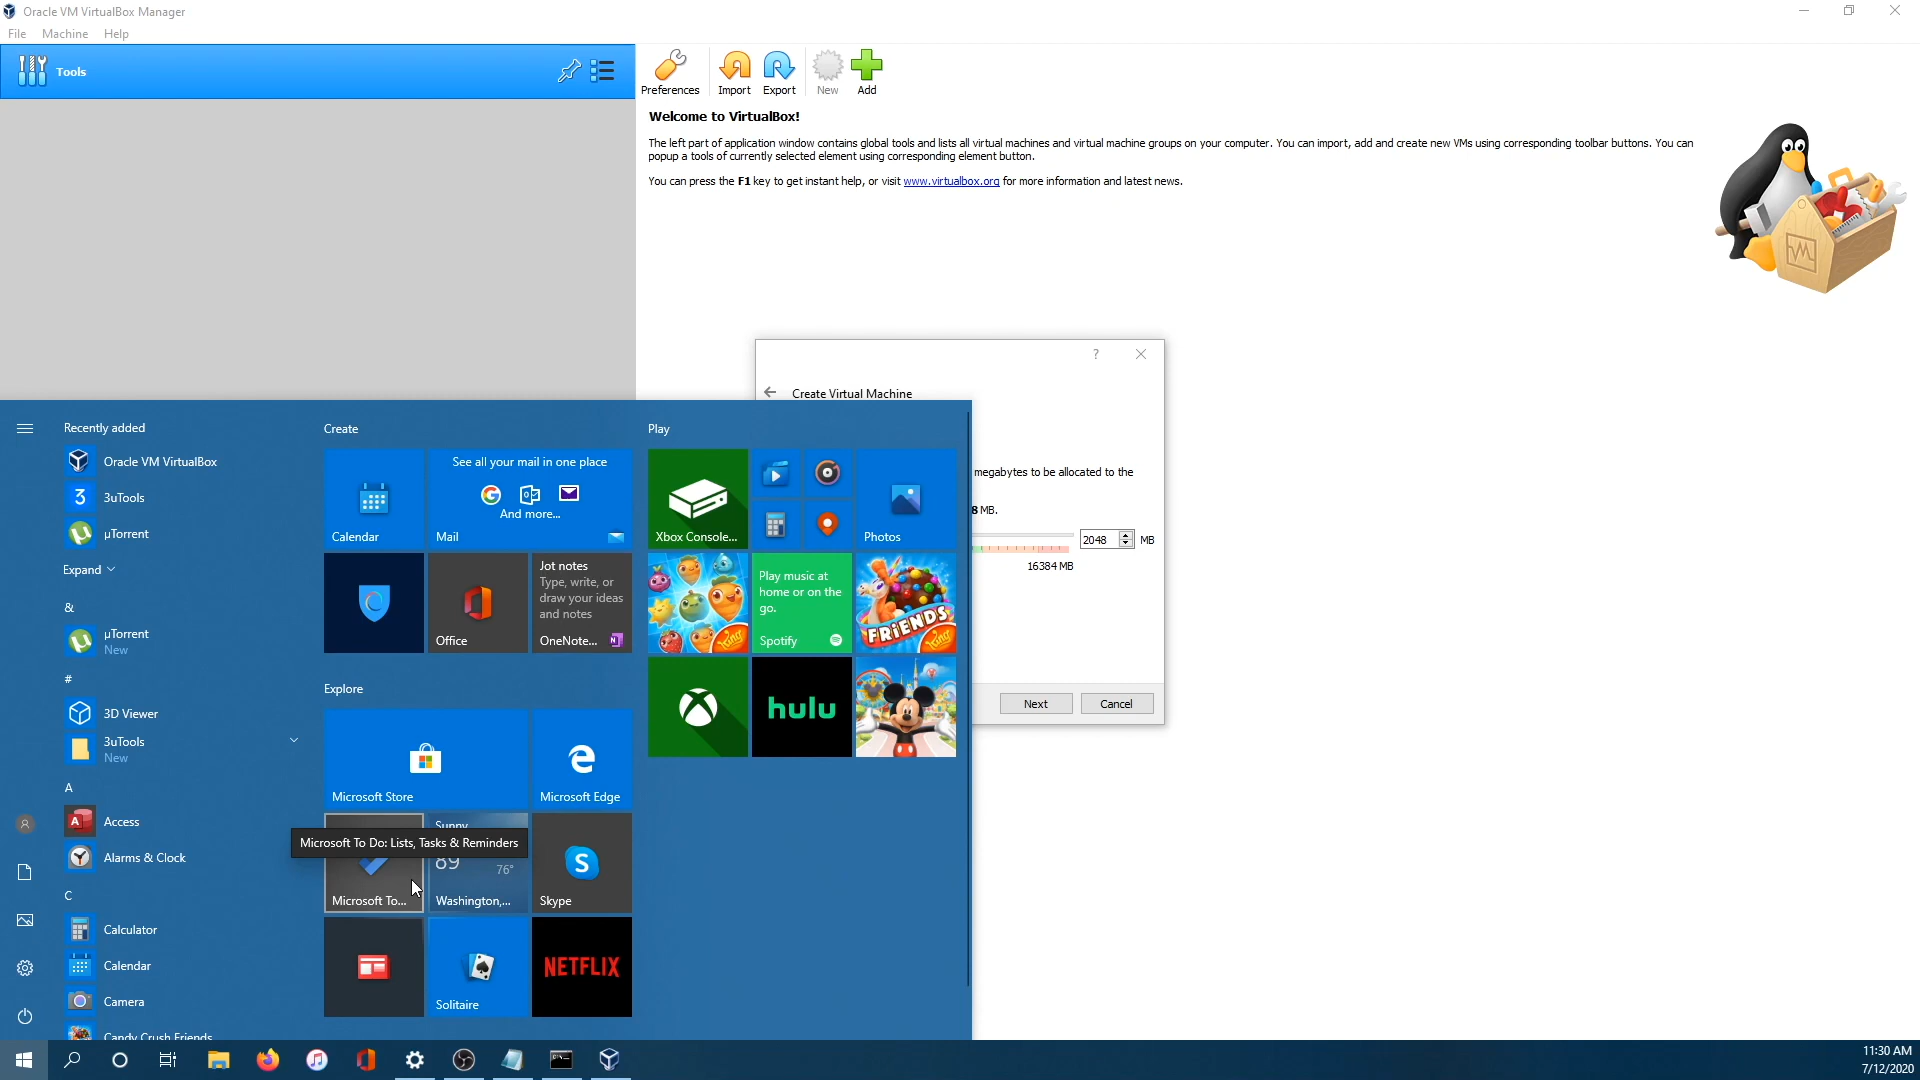 Oracle VM VirtualBox Manager
File Machine Help
Tools
Preferences Import Export New Add
Welcome to VirtualBox!
The left part of application window contains global tools and lists all virtual machines and virtual machine groups on your computer. You can import, add and create new VMs using corresponding toolbar buttons. You can
popup a tools of currently selected element using corresponding element button.
You can press the F1 key to get instant help, or visit www.virtualbox.org for more information and latest news.
?
Create Virtual Machine
megabytes to be allocated to the
8 MB.
2048 MB
16384 MB
Next Cancel
Recently added
Oracle VM VirtualBox
3 3uTools
µTorrent
Expand
&
µTorrent
New
#
3D Viewer
3uTools
New
A
A Access
Alarms & Clock
C
Calculator
Calendar
Camera
Candy Crush Friends
Create
Calendar
See all your mail in one place
And more...
Mail
Office
Jot notes
Type, write, or
draw your ideas
and notes
OneNote...
Explore
Microsoft Store
Microsoft Edge
Microsoft To Do: Lists, Tasks & Reminders
Microsoft To...
Sunny
89
76°
Washington,...
Skype
Solitaire
NETFLIX
Play
Xbox Console...
Photos
King
Play music at
home or on the
go.
Spotify
FRIENDS
King
hulu
11:30 AM
7/12/2020